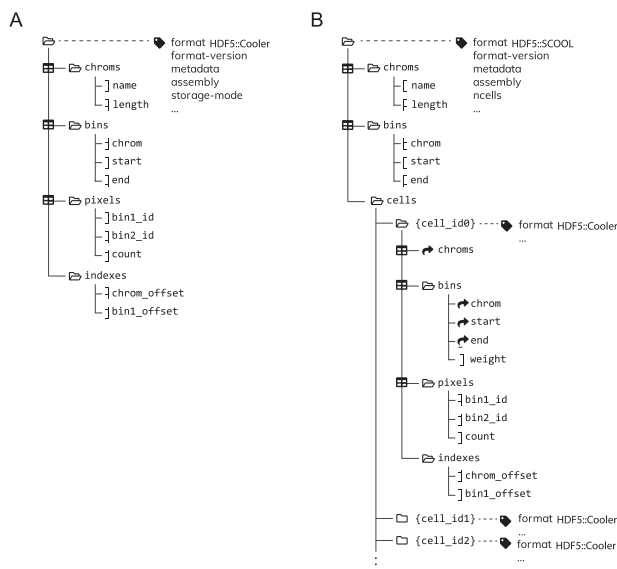 A
format HDF5::Cooler
format-version
metadata
assembly
storage-mode
...
chroms
name
length
bins
chrom
start
end
pixels
bin1_id
bin2_id
count
indexes
chrom_offset
bin1_offset
B
format HDF5::SCOOL
format-version
metadata
assembly
ncells
...
chroms
name
length
bins
chrom
start
end
cells
{cell_id0}
format HDF5::Cooler
...
chroms
bins
chrom
start
end
weight
pixels
bin1_id
bin2_id
count
indexes
chrom_offset
bin1_offset
{cell_id1}
format HDF5::Cooler
...
{cell_id2}
format HDF5::Cooler
...